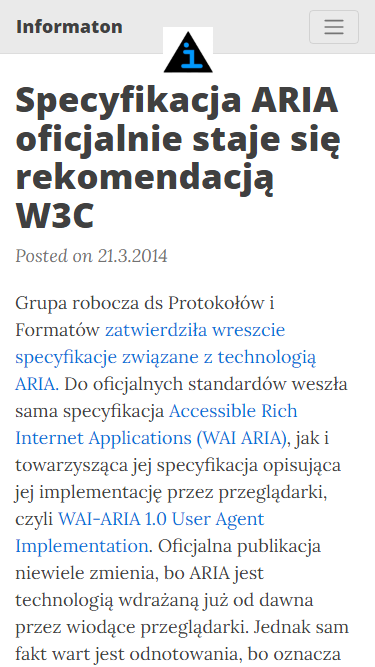 Informaton
i
Specyfikacja ARIA
oficjalnie staje się
rekomendacją
W3C
Posted on 21.3.2014
Grupa robocza ds Protokołów i
Formatów zatwierdziła wreszcie
specyfikacje związane z technologią
ARIA. Do oficjalnych standardów weszła
sama specyfikacja Accessible Rich
Internet Applications (WAI ARIA), jak i
towarzysząca jej specyfikacja opisująca
jej implementację przez przeglądarki,
czyli WAI-ARIA 1.0 User Agent
Implementation. Oficjalna publikacja
niewiele zmienia, bo ARIA jest
technologią wdrażaną już od dawna
przez wiodące przeglądarki. Jednak sam
fakt wart jest odnotowania, bo oznacza